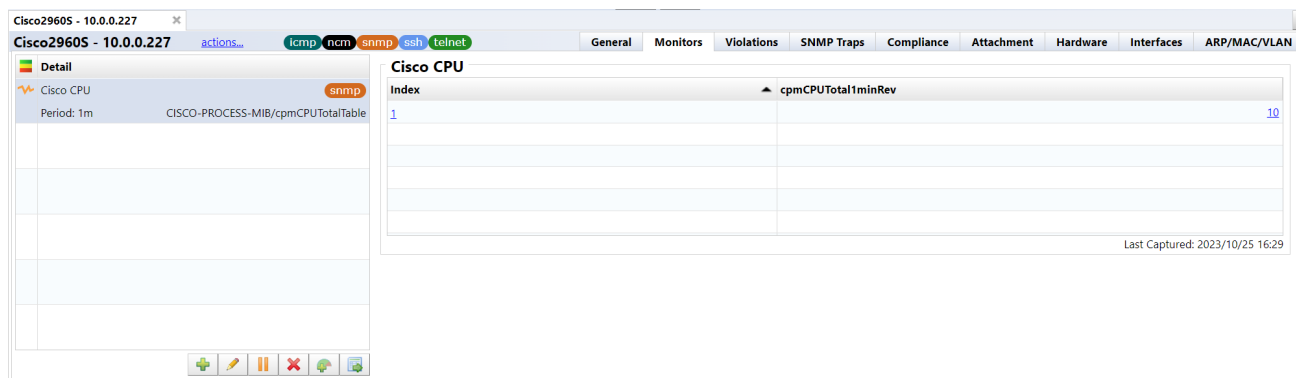 Cisco2960S - 10.0.0.227
Cisco2960S - 10.0.0.227 actions... icmp ncm snmp ssh telnet General Monitors Violations SNMP Traps Compliance Attachment Hardware Interfaces ARP/MAC/VLAN
Detail
Cisco CPU snmp
Period: 1m CISCO-PROCESS-MIB/cpmCPUTotalTable
Cisco CPU
Index cpmCPUTotal1minRev
1 10
Last Captured: 2023/10/25 16:29